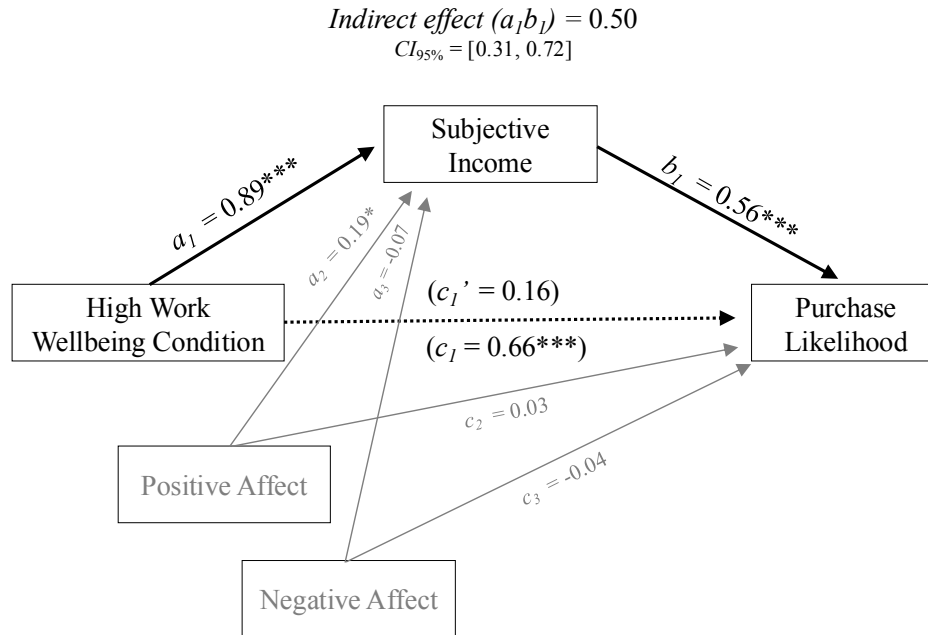 Indirect effect (a1b1) = 0.50
CI95% = [0.31, 0.72]
Subjective
Income
a1 = 0.89***
b1 = 0.56***
a2 = 0.19*
a3 = -0.07
High Work
Wellbeing Condition
(c1’ = 0.16)
(c1 = 0.66***)
Purchase
Likelihood
c2 = 0.03
c3 = -0.04
Positive Affect
Negative Affect